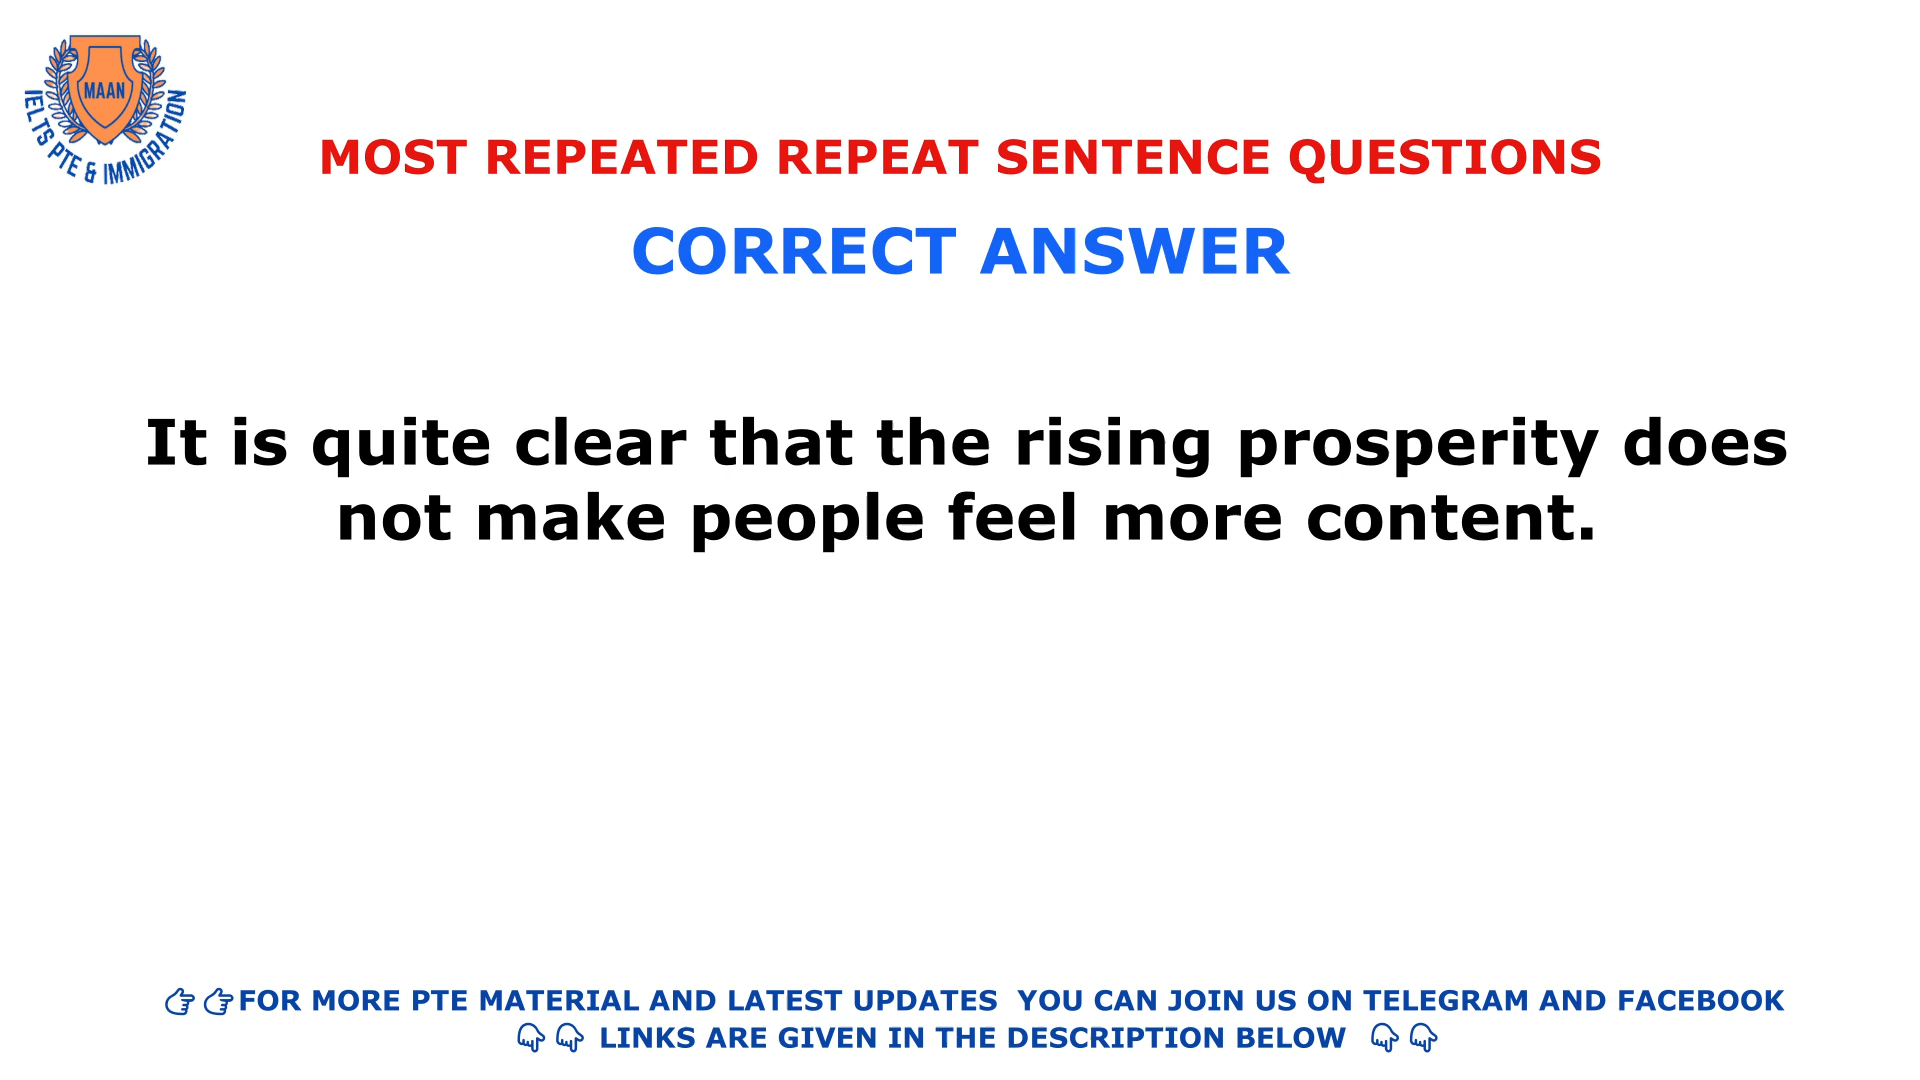 MAAN
IELTS PTE & IMMIGRATION
MOST REPEATED REPEAT SENTENCE QUESTIONS
CORRECT ANSWER
It is quite clear that the rising prosperity does
not make people feel more content.
👉👉FOR MORE PTE MATERIAL AND LATEST UPDATES YOU CAN JOIN US ON TELEGRAM AND FACEBOOK
👇👇 LINKS ARE GIVEN IN THE DESCRIPTION BELOW 👇👇